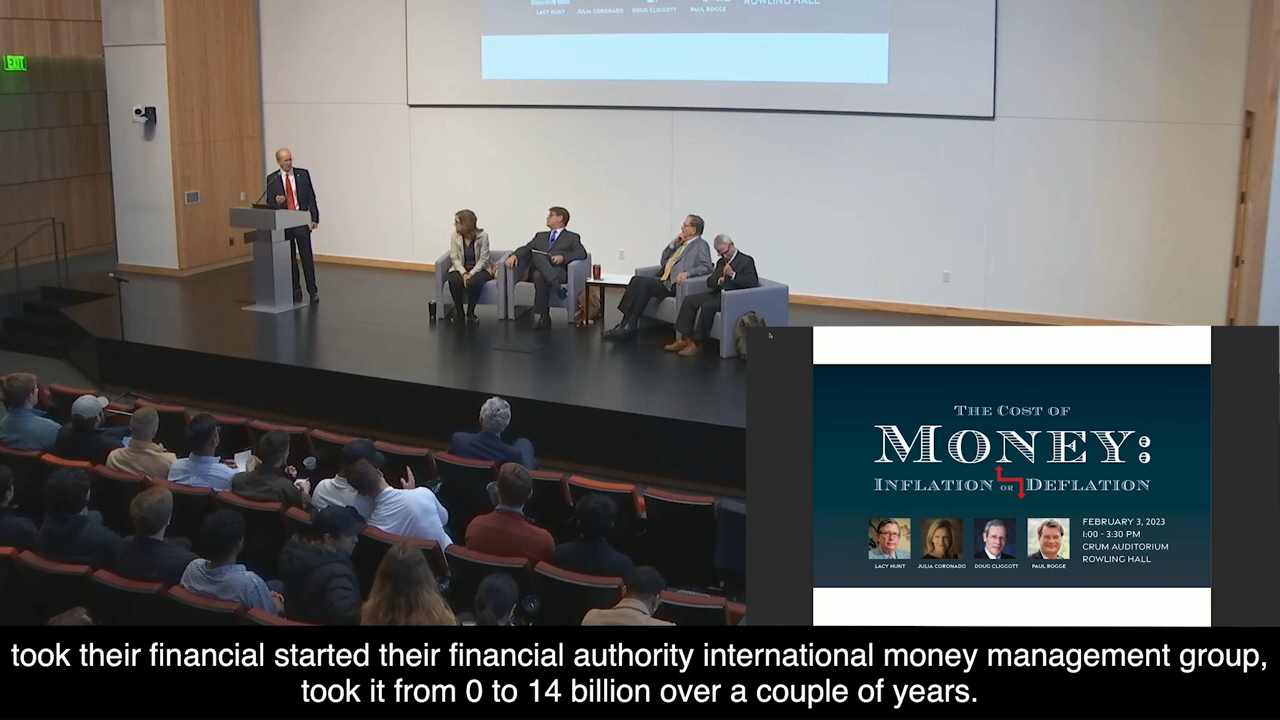 LACY HUNT JULIA CORONADO DOUG CLIGGOTT PAUL ROGGE ROWLING HALL
EXIT
THE COST OF
MONEY:
INFLATION OR DEFLATION
FEBRUARY 3, 2023
1:00 - 3:30 PM
CRUM AUDITORIUM
ROWLING HALL
LACY HUNT JULIA CORONADO DOUG CLIGGOTT PAUL ROGGE
took their financial started their financial authority international money management group,
took it from 0 to 14 billion over a couple of years.